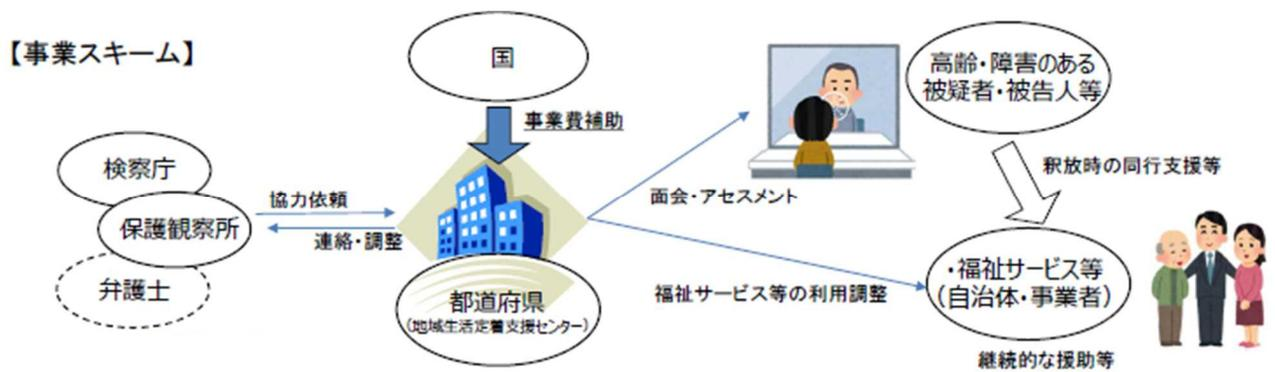 【事業スキーム】
国
事業費補助
検察庁
保護観察所
弁護士
協力依頼
連絡・調整
都道府県
(地域生活定着支援センター)
面会・アセスメント
高齢・障害のある
被疑者・被告人等
釈放時の同行支援等
福祉サービス等の利用調整
・福祉サービス等
(自治体・事業者)
継続的な援助等